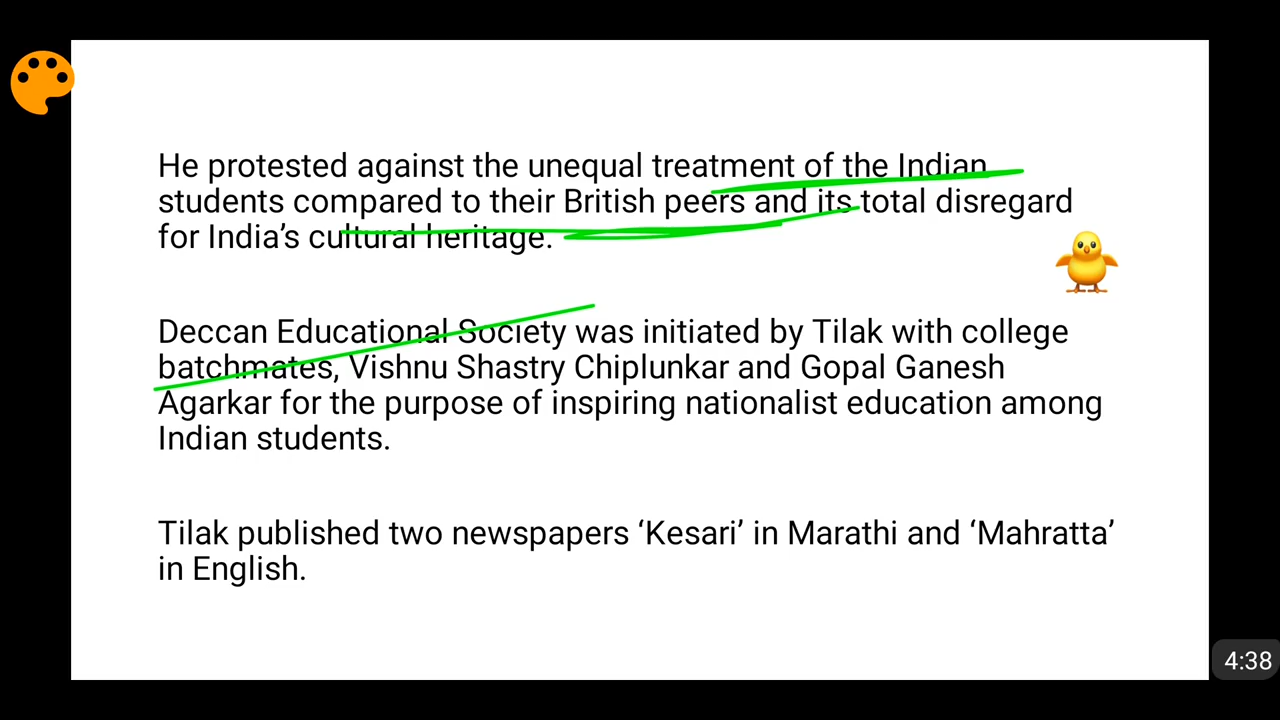 He protested against the unequal treatment of the Indian
students compared to their British peers and its total disregard
for India’s cultural heritage.
Deccan Educational Society was initiated by Tilak with college
batchmates, Vishnu Shastry Chiplunkar and Gopal Ganesh
Agarkar for the purpose of inspiring nationalist education among
Indian students.
Tilak published two newspapers ‘Kesari’ in Marathi and ‘Mahratta’
in English.
4:38